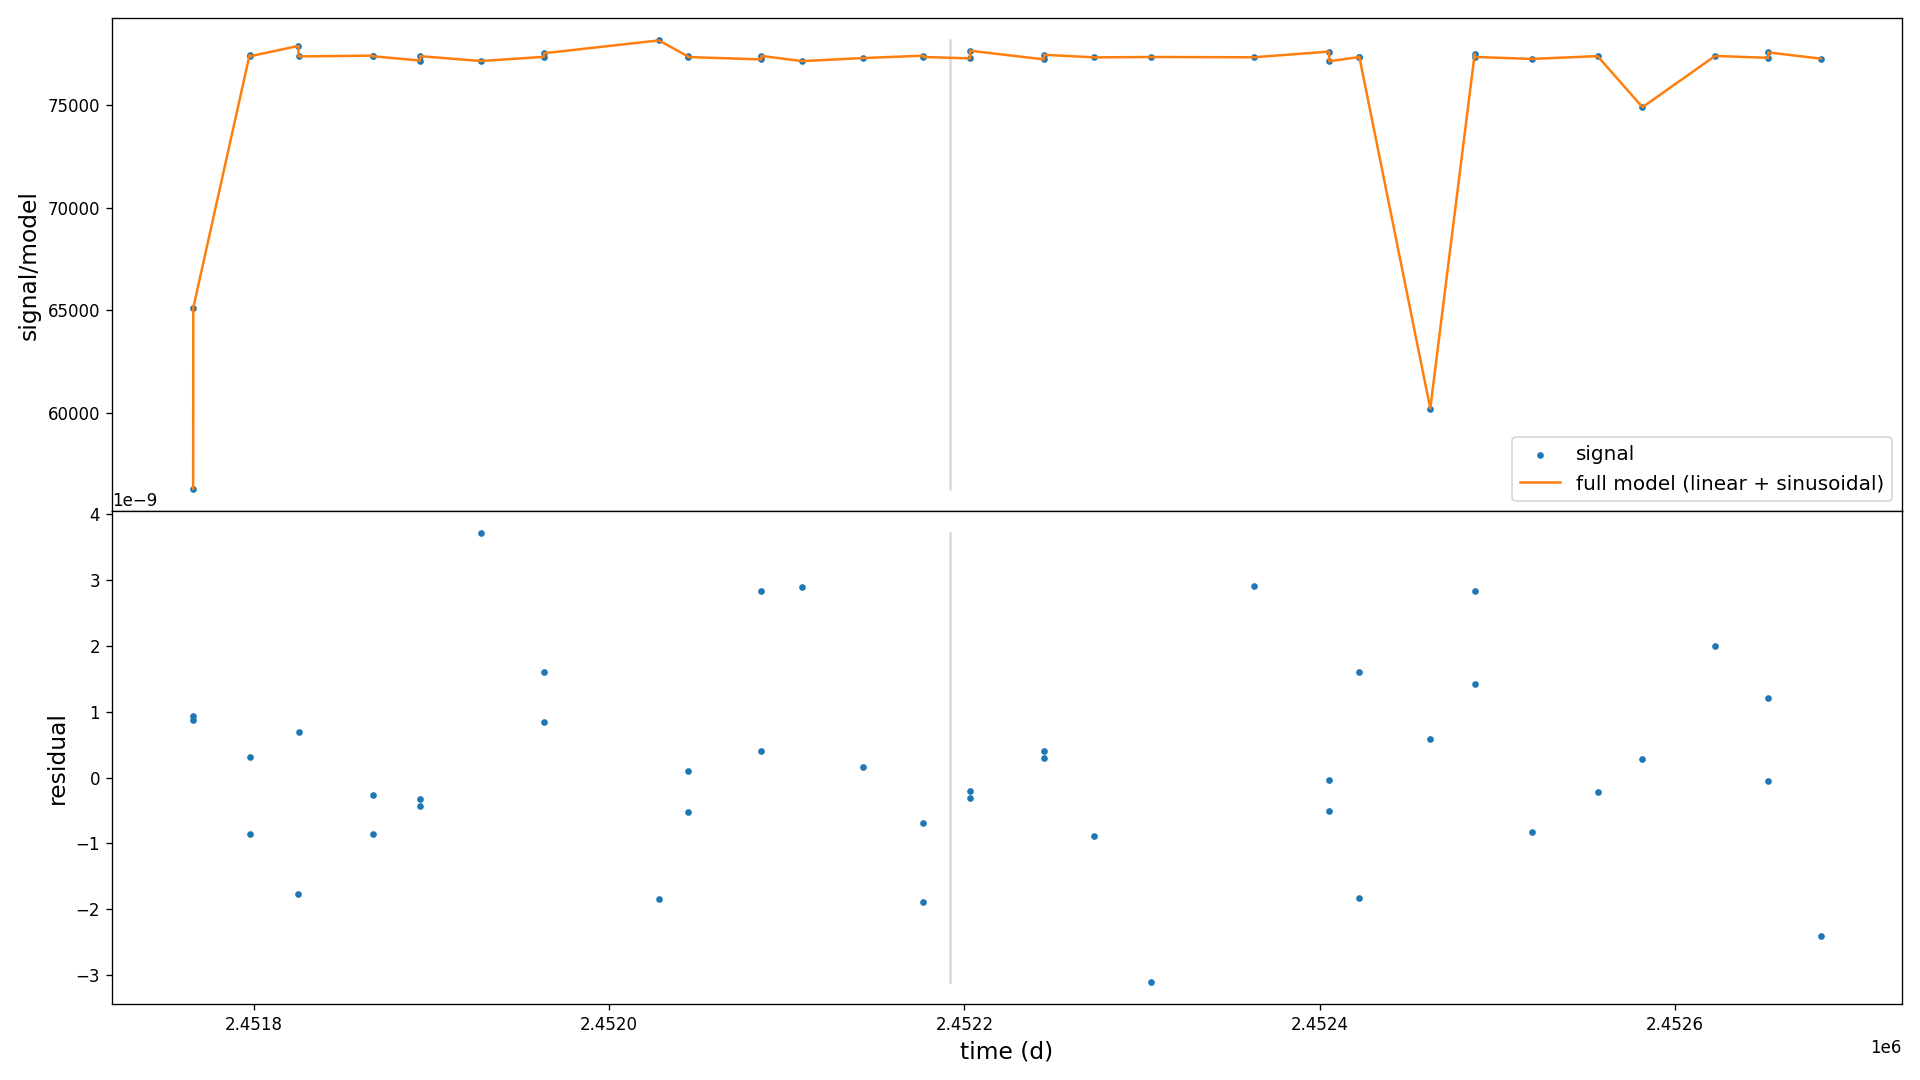 signal/model
75000
70000
65000
60000
signal
full model (linear + sinusoidal)
1e−9
residual
4
3
2
1
0
−1
−2
−3
2.4518
2.4520
2.4522
2.4524
2.4526
time (d)
1e6